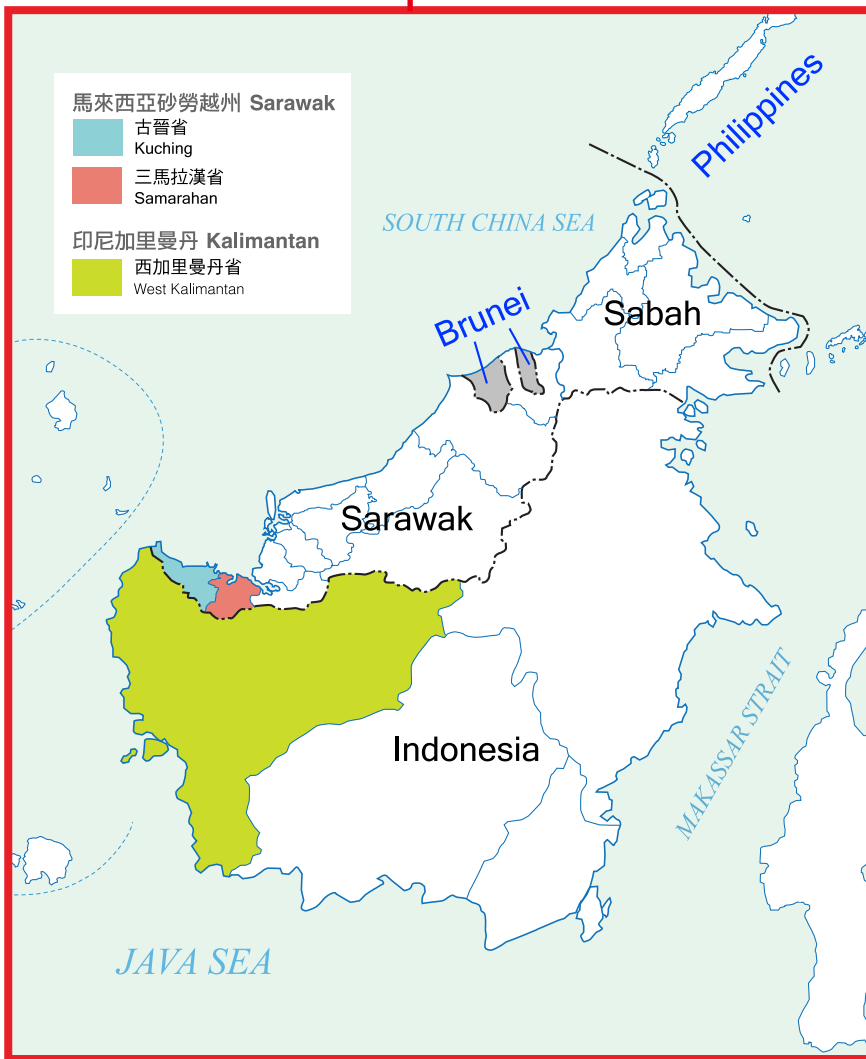 馬來西亞砂勞越州 Sarawak
古晉省
Kuching
三馬拉漢省
Samarahan
印尼加里曼丹 Kalimantan
西加里曼丹省
West Kalimantan
Philippines
SOUTH CHINA SEA
Brunei
Sabah
Sarawak
Indonesia
MAKASSAR STRAIT
JAVA SEA